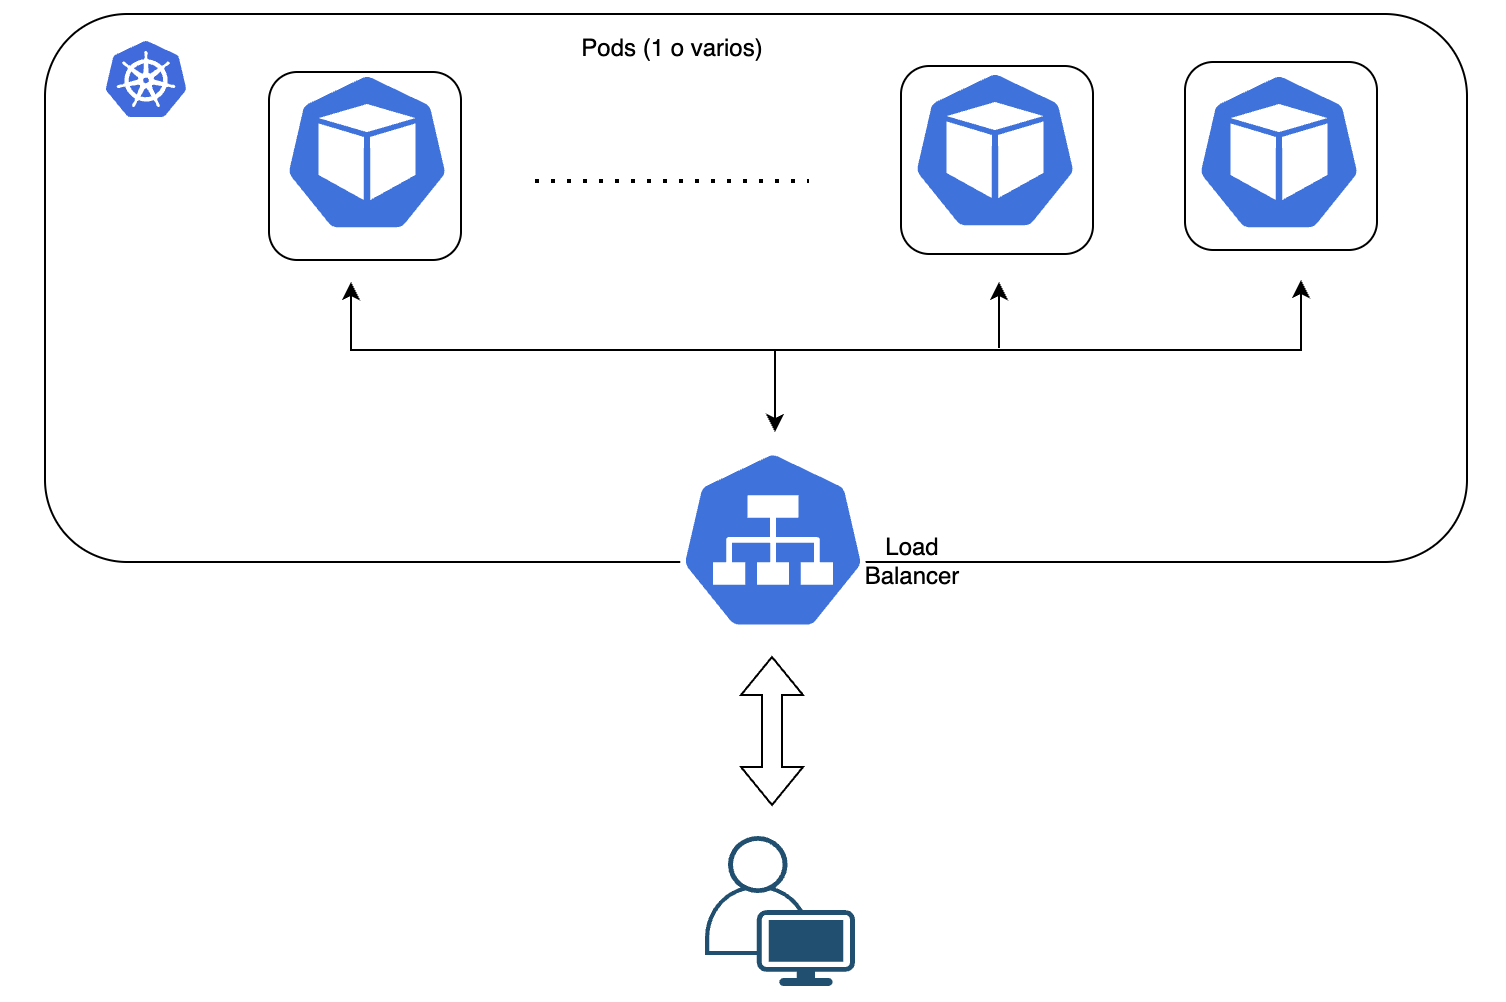 Pods (1 o varios)
Load
Balancer